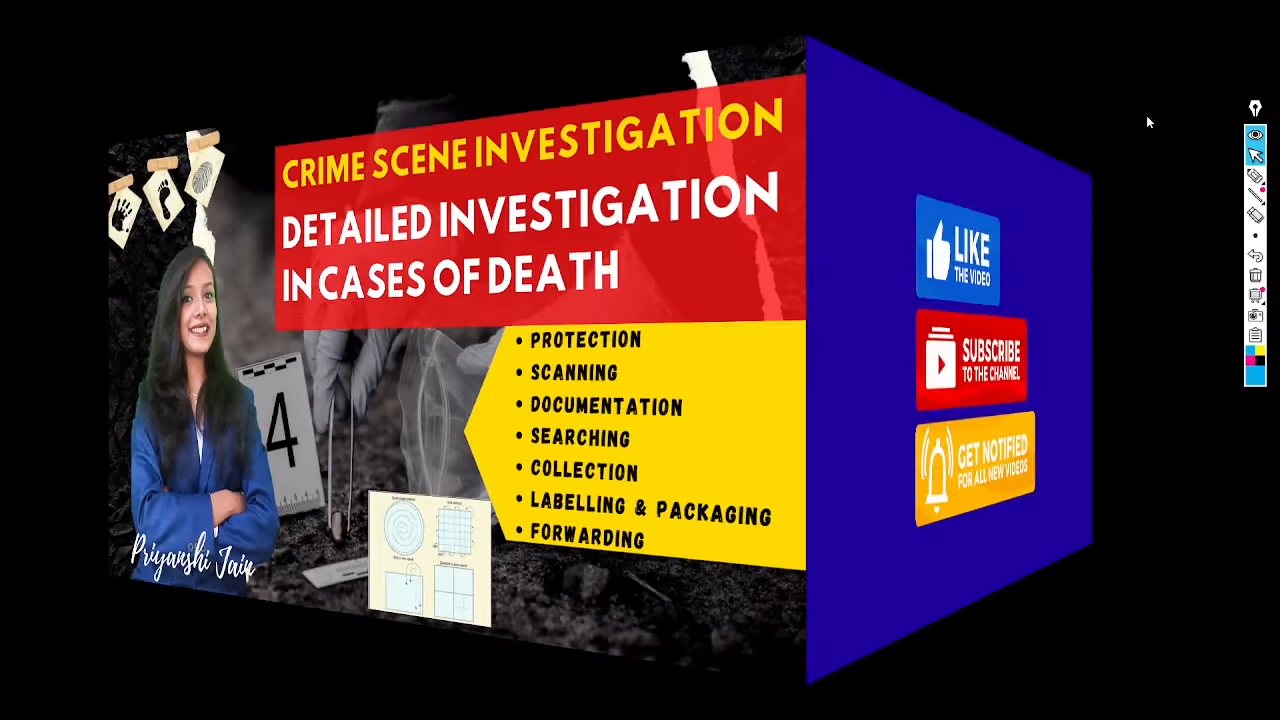 CRIME SCENE INVESTIGATION
DETAILED INVESTIGATION
IN CASES OF DEATH
• PROTECTION
• SCANNING
• DOCUMENTATION
• SEARCHING
• COLLECTION
• LABELLING & PACKAGING
• FORWARDING
4
Priyanshi Jain
LIKE
THE VIDEO
SUBSCRIBE
TO THE CHANNEL
GET NOTIFIED
FOR ALL NEW VIDEOS